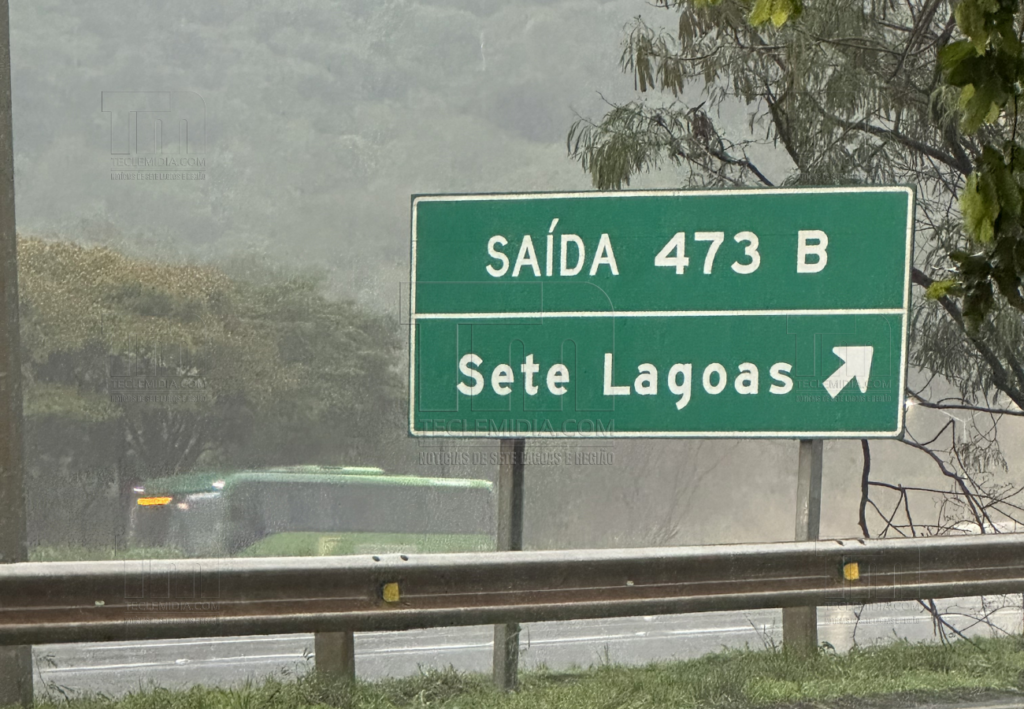 SAÍDA 473 B
Sete Lagoas
TECLEMIDIA.COM
NOTÍCIAS DE SETE LAGOAS E REGIÃO